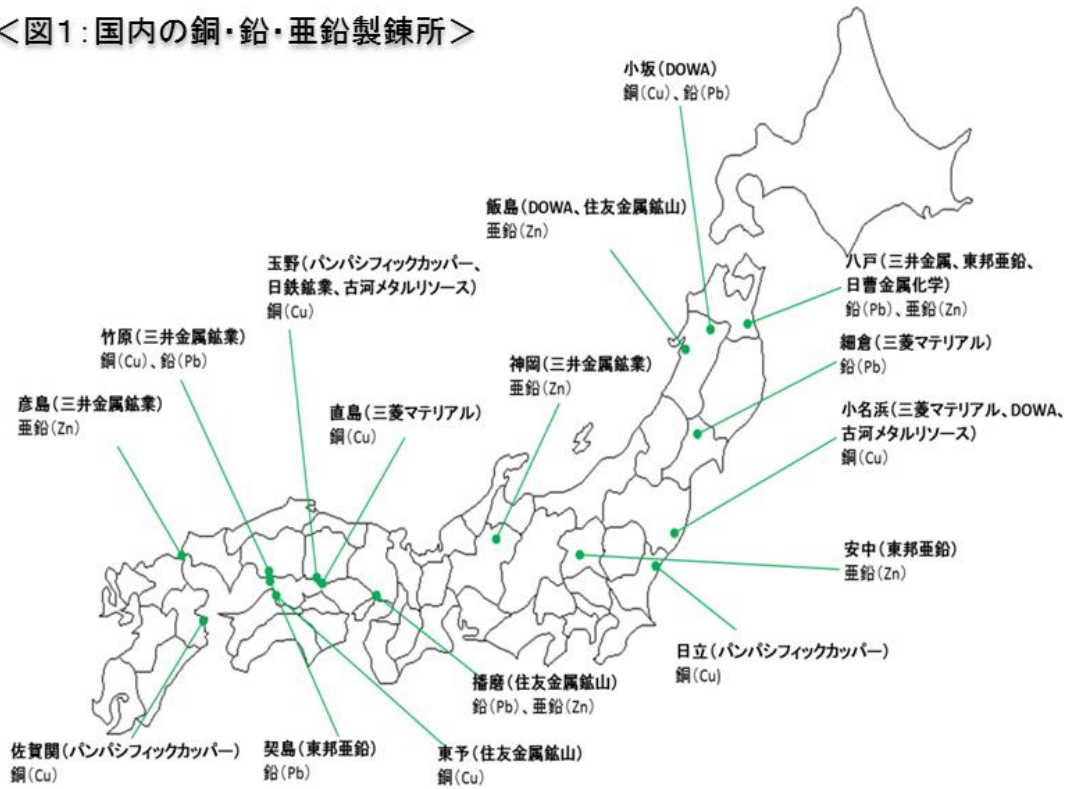 ＜図1：国内の銅・鉛・亜鉛製錬所＞
小坂（DOWA）
銅（Cu）、鉛（Pb）
飯島（DOWA、住友金属鉱山）
亜鉛（Zn）
玉野（パンパシフィックカッパー、
日鉄鉱業、古河メタルリソース）
銅（Cu）
八戸（三井金属、東邦亜鉛、
日曹金属化学）
鉛（Pb）、亜鉛（Zn）
竹原（三井金属鉱業）
銅（Cu）、鉛（Pb）
細倉（三菱マテリアル）
鉛（Pb）
神岡（三井金属鉱業）
亜鉛（Zn）
彦島（三井金属鉱業）
亜鉛（Zn）
直島（三菱マテリアル）
銅（Cu）
小名浜（三菱マテリアル、DOWA、
古河メタルリソース）
銅（Cu）
安中（東邦亜鉛）
亜鉛（Zn）
日立（パンパシフィックカッパー）
銅（Cu）
播磨（住友金属鉱山）
鉛（Pb）、亜鉛（Zn）
佐賀関（パンパシフィックカッパー）
銅（Cu）
契島（東邦亜鉛）
鉛（Pb）
東予（住友金属鉱山）
銅（Cu）